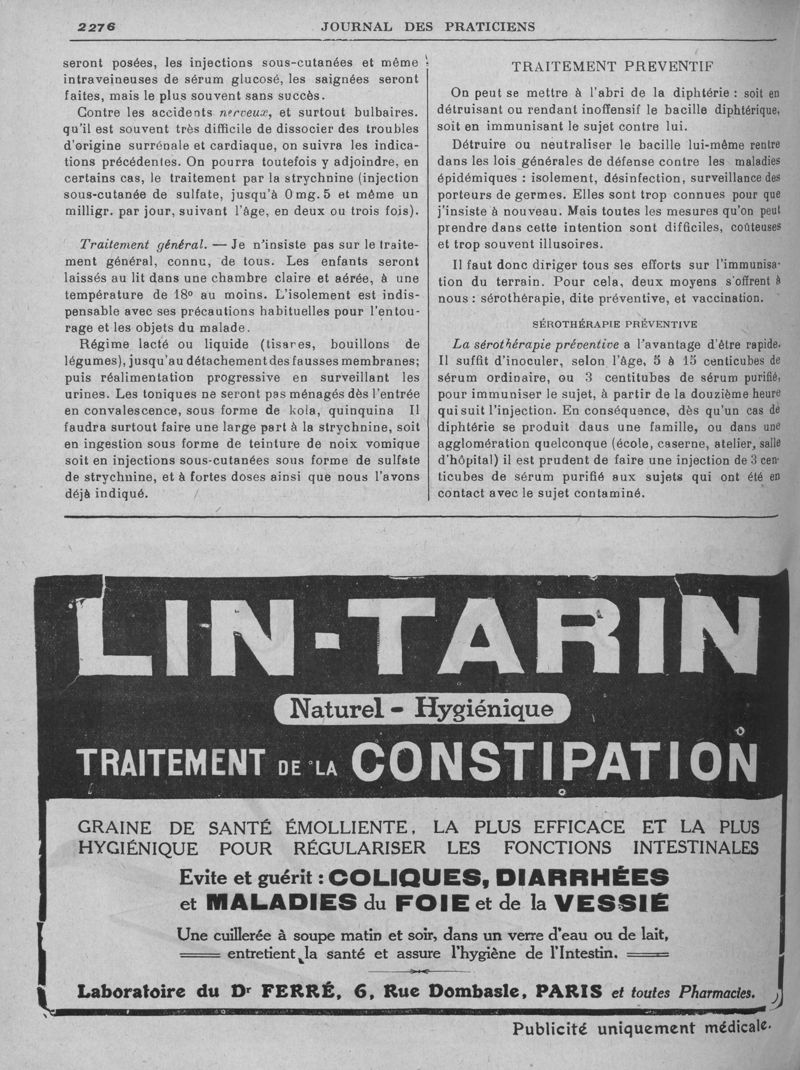 2276
JOURNAL DES PRATICIENS
seront posées, les injections sous-cutanées et même
intraveineuses de sérum glucosé, les saignées seront
faites, mais le plus souvent sans succès.
Contre les accidents nerveux, et surtout bulbaires.
qu'il est souvent très difficile de dissocier des troubles
d'origine surrénale et cardiaque, on suivra les indica-
tions précédentes. On pourra toutefois y adjoindre, en
certains cas, le traitement par la strychnine (injection
sous-cutanée de sulfate, jusqu'à 0 mg. 5 et même un
milligr. par jour, suivant l'âge, en deux ou trois fois).
Traitement général. — Je n'insiste pas sur le traite-
ment général, connu, de tous. Les enfants seront
laissés au lit dans une chambre claire et aérée, à une
température de 18º au moins. L'isolement est indis-
pensable avec ses précautions habituelles pour l'entou-
rage et les objets du malade.
Régime lacté ou liquide (tisanes, bouillons de
légumes), jusqu'au détachement des fausses membranes;
puis réalimentation progressive en surveillant les
urines. Les toniques ne seront pas ménagés dès l'entrée
en convalescence, sous forme de kola, quinquina Il
faudra surtout faire une large part à la strychnine, soit
en ingestion sous forme de teinture de noix vomique
soit en injections sous-cutanées sous forme de sulfate
de strychnine, et à fortes doses ainsi que nous l'avons
déjà indiqué.
TRAITEMENT PREVENTIF
On peut se mettre à l'abri de la diphtérie : soit en
détruisant ou rendant inoffensif le bacille diphtérique,
soit en immunisant le sujet contre lui.
Détruire ou neutraliser le bacille lui-même rentre
dans les lois générales de défense contre les maladies
épidémiques : isolement, désinfection, surveillance des
porteurs de germes. Elles sont trop connues pour que
j'insiste à nouveau. Mais toutes les mesures qu'on peut
prendre dans cette intention sont difficiles, coûteuses
et trop souvent illusoires.
Il faut donc diriger tous ses efforts sur l'immunisa-
tion du terrain. Pour cela, deux moyens s'offrent à
nous : sérothérapie, dite préventive, et vaccination.
SÉROTHÉRAPIE PRÉVENTIVE
La sérothérapie préventive a l'avantage d'être rapide.
Il suffit d'inoculer, selon l'âge, 5 à 15 centicubes de
sérum ordinaire, ou 3 centitubes de sérum purifié,
pour immuniser le sujet, à partir de la douzième heure
qui suit l'injection. En conséquence, dès qu'un cas de
diphtérie se produit daus une famille, ou dans une
agglomération quelconque (école, caserne, atelier, salle
d'hôpital) il est prudent de faire une injection de 3 cen-
ticubes de sérum purifié aux sujets qui ont été en
contact avec le sujet contaminé.
LIN-TARIN
Naturel - Hygiénique
TRAITEMENT DE LA CONSTIPATION
GRAINE DE SANTÉ ÉMOLLIENTE, LA PLUS EFFICACE ET LA PLUS
HYGIÉNIQUE POUR RÉGULARISER LES FONCTIONS INTESTINALES
Evite et guérit : COLIQUES, DIARRHÉES
et MALADIES du FOIE et de la VESSIE
Une cuillerée à soupe matin et soir, dans un verre d'eau ou de lait,
entretient la santé et assure l'hygiène de l'Intestin.
Laboratoire du Dr FERRÉ, 6, Rue Dombasle, PARIS et toutes Pharmacies.
Publicité uniquement médicale.